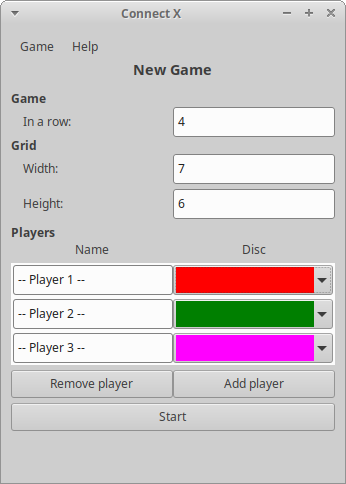 Connect X
Game Help
New Game
Game
In a row: 4
Grid
Width: 7
Height: 6
Players
Name Disc
-- Player 1 --
-- Player 2 --
-- Player 3 --
Remove player Add player
Start